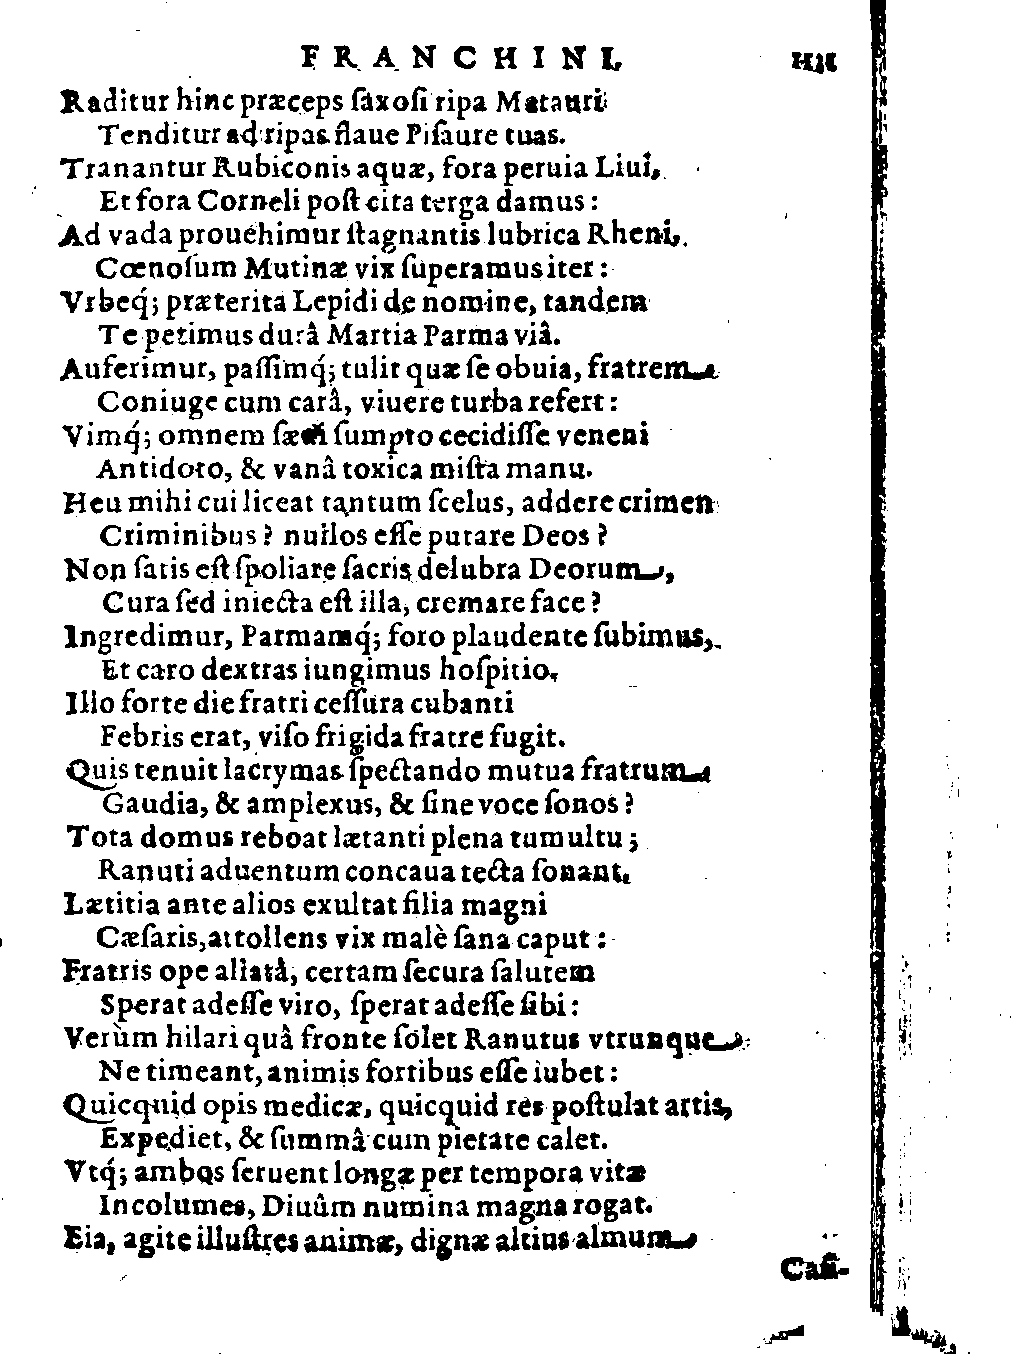 FRANCHINI.
Raditur hinc præceps ſaxoſi ripa Matauri
Tenditur ad ripas flaue Piſaure tuas.
Tranantur Rubiconis aquæ, fora peruia Liui,
Et fora Corneli poſt cita terga damus:
Ad vada prouehimur ſtagnantis lubrica Rheni,
Cœnoſum Mutinæ vix ſuperamus iter:
Vrbeq́; præterita Lepidi de nomine, tandem
Te petimus durâ Martia Parma viâ.
Auferimur, paſſimq́; tulit quæ ſe obuia, fratrem
Coniuge cum carâ, viuere turba refert:
Vimq́; omnem ſæui ſumpto cecidiſſe veneni
Antidoto, & vanâ toxica miſta manu.
Heu mihi cui liceat tantum ſcelus, addere crimen
Criminibus? nullos eſſe putare Deos?
Non ſatis eſt ſpoliare ſacris delubra Deorum,
Cura ſed iniecta eſt illa, cremare face?
Ingredimur, Parmamq́; foro plaudente ſubimus,
Et caro dextras iungimus hoſpitio.
Illo forte die fratri ceſſura cubanti
Febris erat, viſo frigida fratre fugit.
Quis tenuit lacrymas ſpectando mutua fratrum
Gaudia, & amplexus, & ſine voce ſonos?
Tota domus reboat lætanti plena tumultu;
Ranuti aduentum concaua tecta ſonant.
Lætitia ante alios exultat filia magni
Cæſaris, attollens vix malè ſana caput:
Fratris ope allatâ, certam ſecura ſalutem
Sperat adeſſe viro, ſperat adeſſe ſibi:
Verùm hilari quâ fronte ſolet Ranutus vtrunque
Ne timeant, animis fortibus eſſe iubet:
Quicquid opis medicæ, quicquid res poſtulat artis,
Expediet, & ſummâ cum pietate calet.
Vtq́; ambos ſeruent longæ per tempora vitæ
Incolumes, Diuûm numina magna rogat.
Eia, agite illuſtres animæ, dignæ altius almum
Caſi-